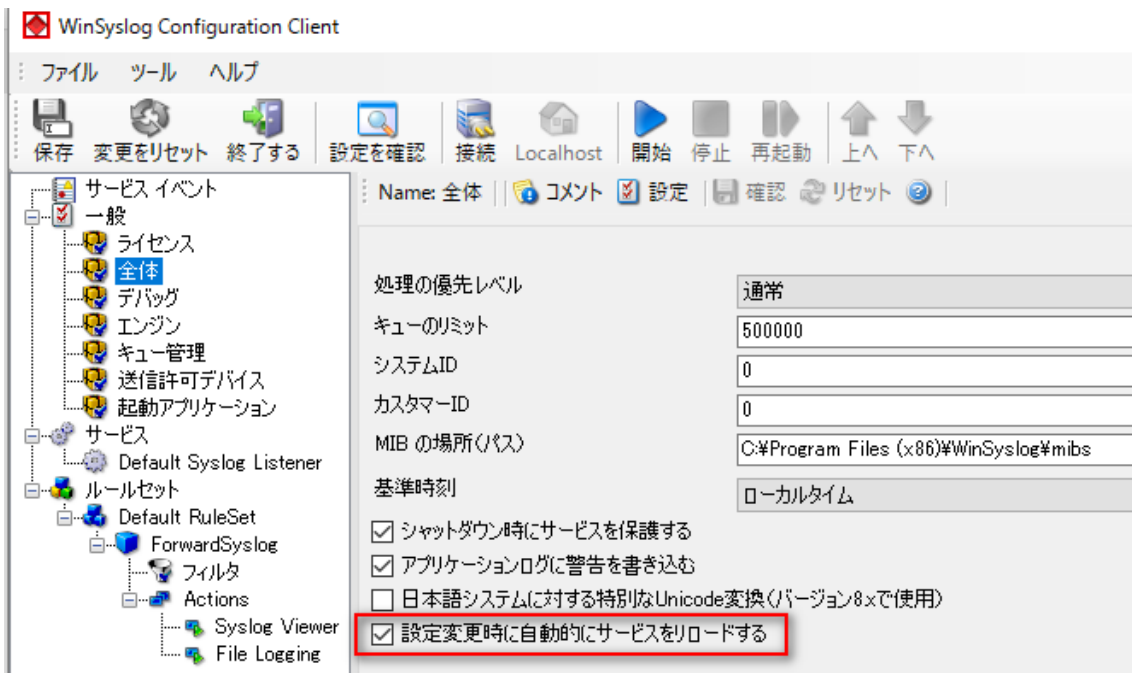 WinSyslog Configuration Client
ファイル ツール ヘルプ
保存 変更をリセット 終了する 設定を確認 接続 Localhost 開始 停止 再起動 上へ 下へ
サービス イベント
一般
ライセンス
全体
デバッグ
エンジン
キュー管理
送信許可デバイス
起動アプリケーション
サービス
Default Syslog Listener
ルールセット
Default RuleSet
ForwardSyslog
フィルタ
Actions
Syslog Viewer
File Logging
Name: 全体 コメント 設定 確認 リセット
処理の優先レベル 通常
キューのリミット 500000
システムID 0
カスタマーID 0
MIB の場所(パス) C:¥Program Files (x86)¥WinSyslog¥mibs
基準時刻 ローカルタイム
シャットダウン時にサービスを保護する
アプリケーションログに警告を書き込む
日本語システムに対する特別なUnicode変換(バージョン8.xで使用)
設定変更時に自動的にサービスをリロードする